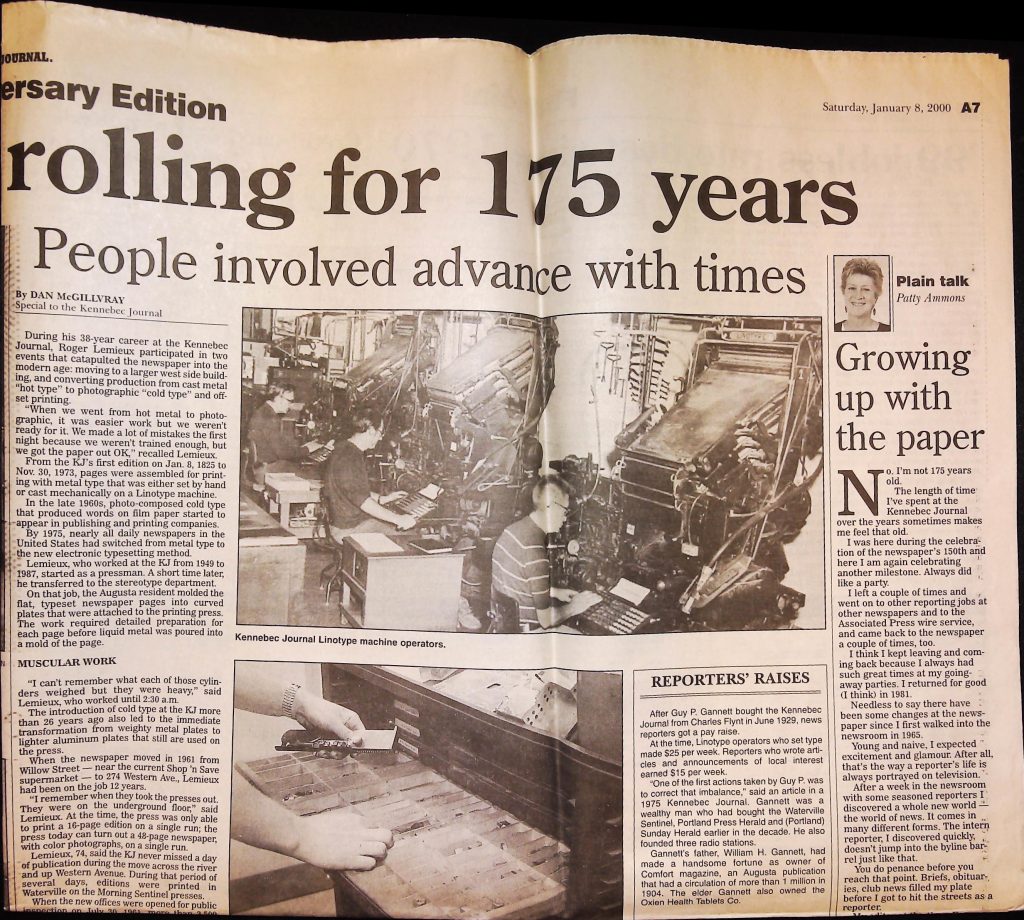 JOURNAL.
ersary Edition
Saturday, January 8, 2000 A7
rolling for 175 years
People involved advance with times
By DAN McGILLVRAY
Special to the Kennebec Journal
During his 38-year career at the Kennebec
Journal, Roger Lemieux participated in two
events that catapulted the newspaper into the
modern age: moving to a larger west side build-
ing, and converting production from cast metal
"hot type" to photographic "cold type" and off-
set printing.
"When we went from hot metal to photo-
graphic, it was easier work but we weren't
ready for it. We made a lot of mistakes the first
night because we weren't trained enough, but
we got the paper out OK," recalled Lemieux.
From the KJ's first edition on Jan. 8, 1825 to
Nov. 30, 1973, pages were assembled for print-
ing with metal type that was either set by hand
or cast mechanically on a Linotype machine.
In the late 1960s, photo-composed cold type
that produced words on film paper started to
appear in publishing and printing companies.
By 1975, nearly all daily newspapers in the
United States had switched from metal type to
the new electronic typesetting method.
Lemieux, who worked at the KJ from 1949 to
1987, started as a pressman. A short time later,
he transferred to the stereotype department.
On that job, the Augusta resident molded the
flat, typeset newspaper pages into curved
plates that were attached to the printing press.
The work required detailed preparation for
each page before liquid metal was poured into
a mold of the page.
MUSCULAR WORK
"I can't remember what each of those cylin-
ders weighed but they were heavy," said
Lemieux, who worked until 2:30 a.m.
The introduction of cold type at the KJ more
than 26 years ago also led to the immediate
transformation from weighty metal plates to
lighter aluminum plates that still are used on
the press.
When the newspaper moved in 1961 from
Willow Street — near the current Shop 'n Save
supermarket — to 274 Western Ave., Lemieux
had been on the job 12 years.
"I remember when they took the presses out.
They were on the underground floor," said
Lemieux. At the time, the press was only able
to print a 16-page edition on a single run; the
press today can turn out a 48-page newspaper,
with color photographs, on a single run.
Lemieux, 74, said the KJ never missed a day
of publication during the move across the river
and up Western Avenue. During that period of
several days, editions were printed in
Waterville on the Morning Sentinel presses.
When the new offices were opened for public
inspection on July 30, 1961, more than 2,500
Kennebec Journal Linotype machine operators.
REPORTERS' RAISES
After Guy P. Gannett bought the Kennebec
Journal from Charles Flynt in June 1929, news
reporters got a pay raise.
At the time, Linotype operators who set type
made $25 per week. Reporters who wrote arti-
cles and announcements of local interest
earned $15 per week.
"One of the first actions taken by Guy P. was
to correct that imbalance," said an article in a
1975 Kennebec Journal. Gannett was a
wealthy man who had bought the Waterville
Sentinel, Portland Press Herald and (Portland)
Sunday Herald earlier in the decade. He also
founded three radio stations.
Gannett's father, William H. Gannett, had
made a handsome fortune as owner of
Comfort magazine, an Augusta publication
that had a circulation of more than 1 million in
1904. The elder Gannett also owned the
Oxien Health Tablets Co.
Plain talk
Patty Ammons
Growing
up with
the paper
No. I'm not 175 years
old.
The length of time
I've spent at the
Kennebec Journal
over the years sometimes makes
me feel that old.
I was here during the celebra-
tion of the newspaper's 150th and
here I am again celebrating
another milestone. Always did
like a party.
I left a couple of times and
went on to other reporting jobs at
other newspapers and to the
Associated Press wire service,
and came back to the newspaper
a couple of times, too.
I think I kept leaving and com-
ing back because I always had
such great times at my going-
away parties. I returned for good
(I think) in 1981.
Needless to say there have
been some changes at the news-
paper since I first walked into the
newsroom in 1965.
Young and naive, I expected
excitement and glamour. After all,
that's the way a reporter's life is
always portrayed on television.
After a week in the newsroom
with some seasoned reporters I
discovered a whole new world —
the world of news. It comes in
many different forms. The intern
reporter, I discovered quickly,
doesn't jump into the byline bar-
rel just like that.
You do penance before you
reach that point. Briefs, obituar-
ies, club news filled my plate
before I got to hit the streets as a
reporter.